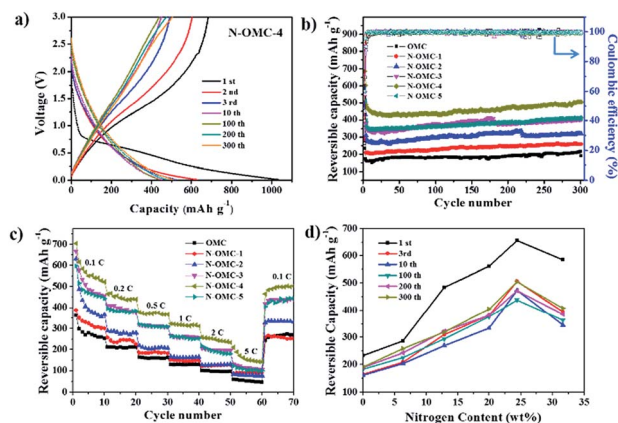 a)
N-OMC-4
Voltage (V)
3.0
2.5
2.0
1.5
1.0
0.5
0.0
1 st
2 nd
3 rd
10 th
100 th
200 th
300 th
0 200 400 600 800 1000
Capacity (mAh g⁻¹)
b)
Reversible capacity (mAh g⁻¹)
900
800
700
600
500
400
300
200
100
0
OMC
N-OMC-1
N-OMC-2
N-OMC-3
N-OMC-4
N-OMC-5
100
80
60
40
20
0
Coulombic efficiency (%)
0 50 100 150 200 250 300
Cycle number
c)
Reversible capacity (mAh g⁻¹)
700
600
500
400
300
200
100
0
0.1 C
0.2 C
0.5 C
1 C
2 C
5 C
0.1 C
OMC
N-OMC-1
N-OMC-2
N-OMC-3
N-OMC-4
N-OMC-5
0 10 20 30 40 50 60 70
Cycle number
d)
Reversible capacity (mAh g⁻¹)
800
700
600
500
400
300
200
100
1 st
3rd
10 th
100 th
200 th
300 th
0 5 10 15 20 25 30 35
Nitrogen Content (wt%)